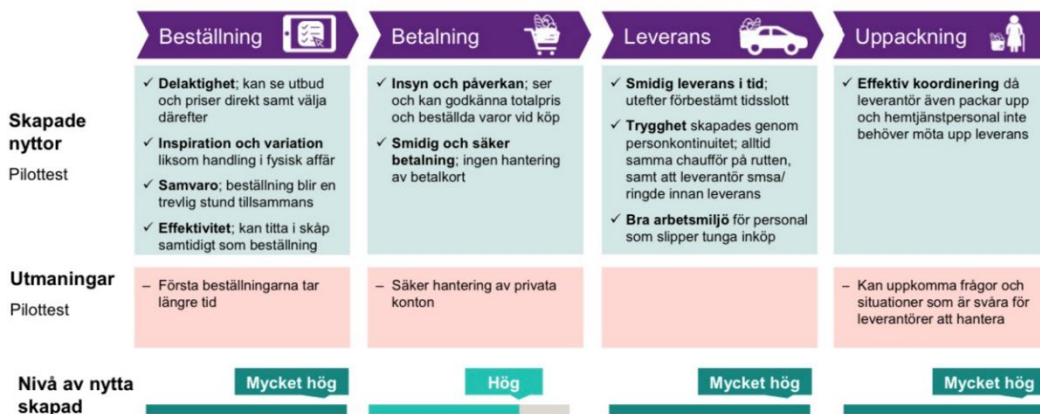 Beställning
Betalning
Leverans
Uppackning
Skapade
nyttor
Pilottest
✓ Delaktighet; kan se utbud
och priser direkt samt välja
därefter
✓ Inspiration och variation
liksom handling i fysisk affär
✓ Samvaro; beställning blir en
trevlig stund tillsammans
✓ Effektivitet; kan titta i skåp
samtidigt som beställning
✓ Insyn och påverkan; ser
och kan godkänna totalpris
och beställda varor vid köp
✓ Smidig och säker
betalning; ingen hantering
av betalkort
✓ Smidig leverans i tid;
utefter förbestämt tidsslott
✓ Trygghet skapades genom
personkontinuitet; alltid
samma chaufför på rutten,
samt att leverantör smsa/
ringde innan leverans
✓ Bra arbetsmiljö för personal
som slipper tunga inköp
✓ Effektiv koordinering då
leverantör även packar upp
och hemtjänstpersonal inte
behöver möta upp leverans
Utmaningar
Pilottest
– Första beställningarna tar
längre tid
– Säker hantering av privata
konton
– Kan uppkomma frågor och
situationer som är svåra för
leverantörer att hantera
Nivå av nytta
skapad
Mycket hög
Hög
Mycket hög
Mycket hög